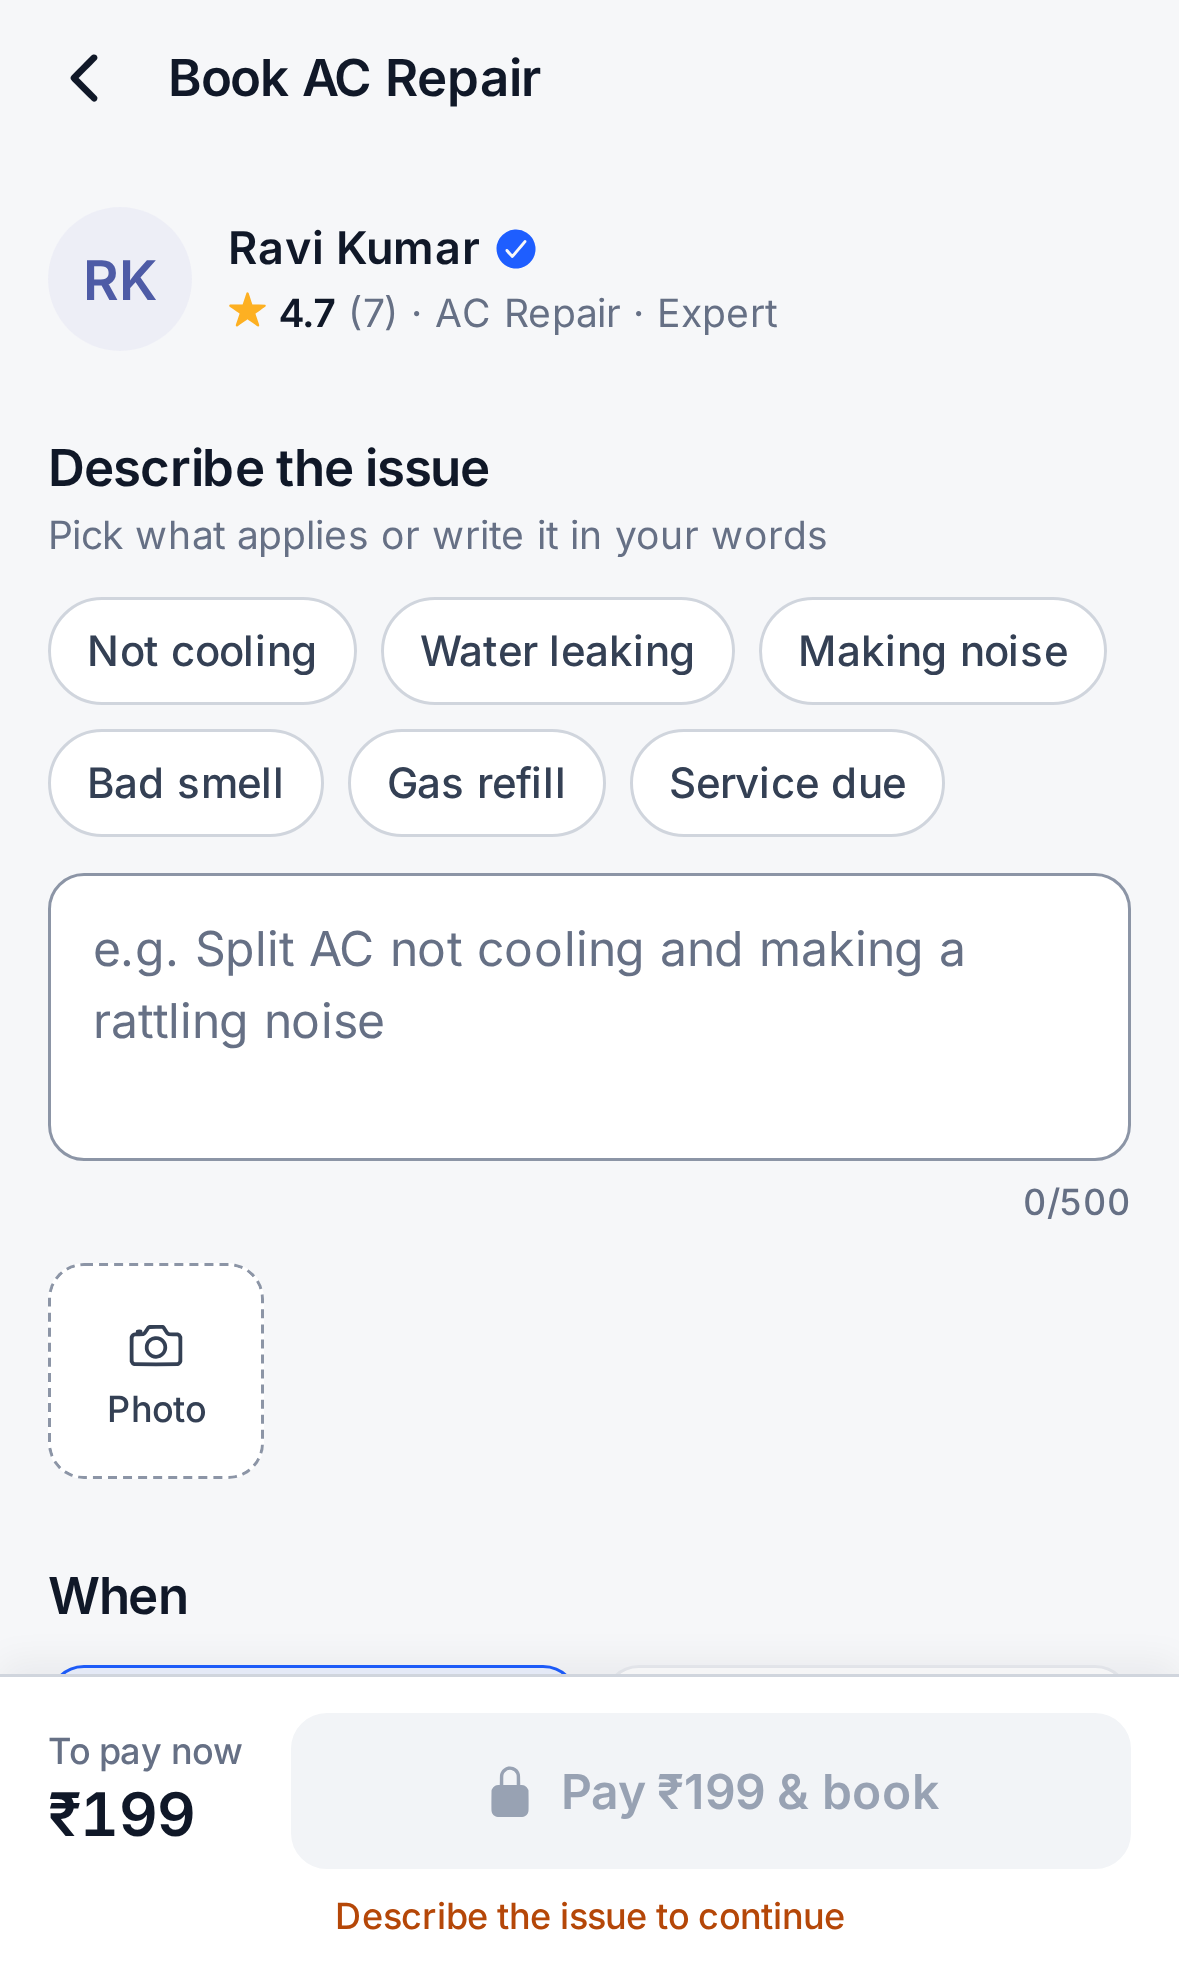 Book AC Repair
RK
Ravi Kumar
4.7 (7) · AC Repair · Expert
Describe the issue
Pick what applies or write it in your words
Not cooling
Water leaking
Making noise
Bad smell
Gas refill
Service due
e.g. Split AC not cooling and making a
rattling noise
0/500
Photo
When
To pay now
₹199
Pay ₹199 & book
Describe the issue to continue